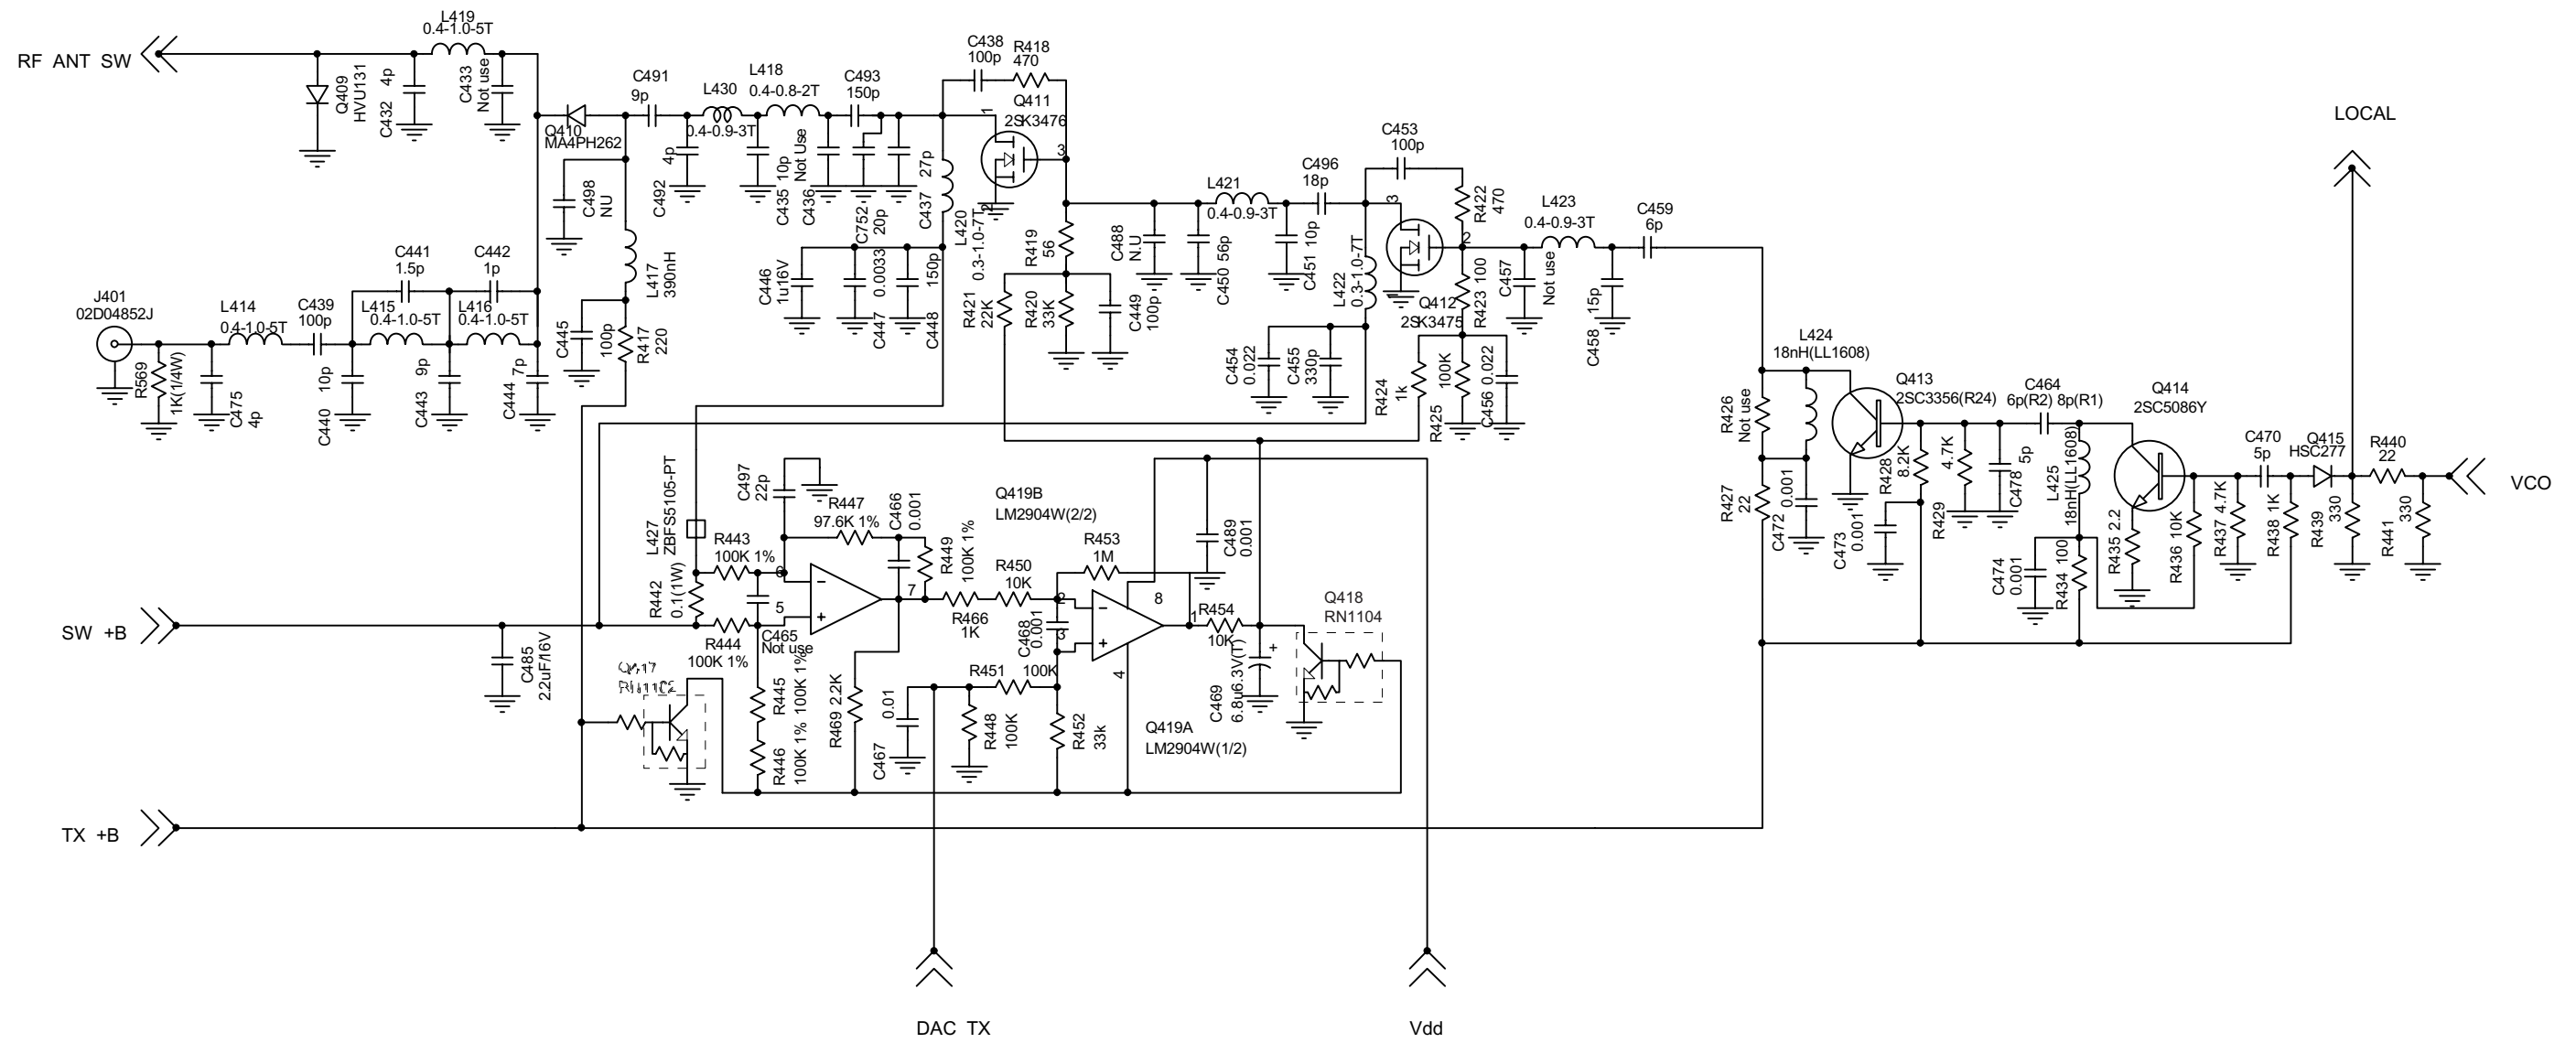 L419
0.4-1.0-5T
RF ANT SW
Q409
HVU131
4p
C432
C433
Not use
C438
100p
R418
470
Q411
2SK3476
1
3
2
C491
9p
L430
0.4-0.9-3T
L418
0.4-0.8-2T
C493
150p
Q410
MA4PH262
C498
NU
4p
C492
C435 10p
C436
Not Use
C752
20p
C437 27p
L420
0.3-1.0-7T
LOCAL
C453
100p
C496
18p
L421
0.4-0.9-3T
3
2
1
R422
470
L423
0.4-0.9-3T
C459
6p
R419
56
C488
N.U
C450 56p
C451 10p
L422
0.3-1.0-7T
Q412
2SK3475
R423 100
C457
Not use
C458 15p
C441
1.5p
C442
1p
J401
02D04852J
L414
0.4-1.0-5T
C439
100p
L415
0.4-1.0-5T
L416
0.4-1.0-5T
L417
390nH
C446
1u16V
C447 0.0033
C448 150p
R421
22K
R420
33K
C449
100p
R569
1K(1/4W)
C475
4p
C440 10p
C443 9p
C444 7p
C445
100p
R417
220
C454
0.022
C455
330p
R424
1k
R425 100K
C456 0.022
L424
18nH(LL1608)
Q413
2SC3356(R24)
C464
6p(R2) 8p(R1)
Q414
2SC5086Y
R426
Not use
R427
22
C472 0.001
C473
0.001
R428
8.2K
R429
4.7K
C478 5p
L425
18nH(LL1608)
C470
5p
Q415
HSC277
R440
22
VCO
C474
0.001
R434 100
R435 2.2
R436 10K
R437 4.7K
R438 1K
R439
330
R441
330
L427
ZBFS5105-PT
C497
22p
R447
97.6K 1%
C466
0.001
Q419B
LM2904W(2/2)
R443
100K 1%
6
5
7
R449
100K 1%
R450
10K
R453
1M
C489
0.001
R442
0.1(1W)
R466
1K
2
3
8
1
4
R454
10K
Q418
RN1104
SW +B
R444
100K 1%
C465
Not use
C468
0.001
C485
2.2uF/16V
Q417
RN1102
R445
100K 1%
R446
100K 1%
R469 2.2K
0.01
C467
R451 100K
R448
100K
R452
33k
Q419A
LM2904W(1/2)
C469
6.8u6.3V(T)
+
TX +B
DAC TX
Vdd